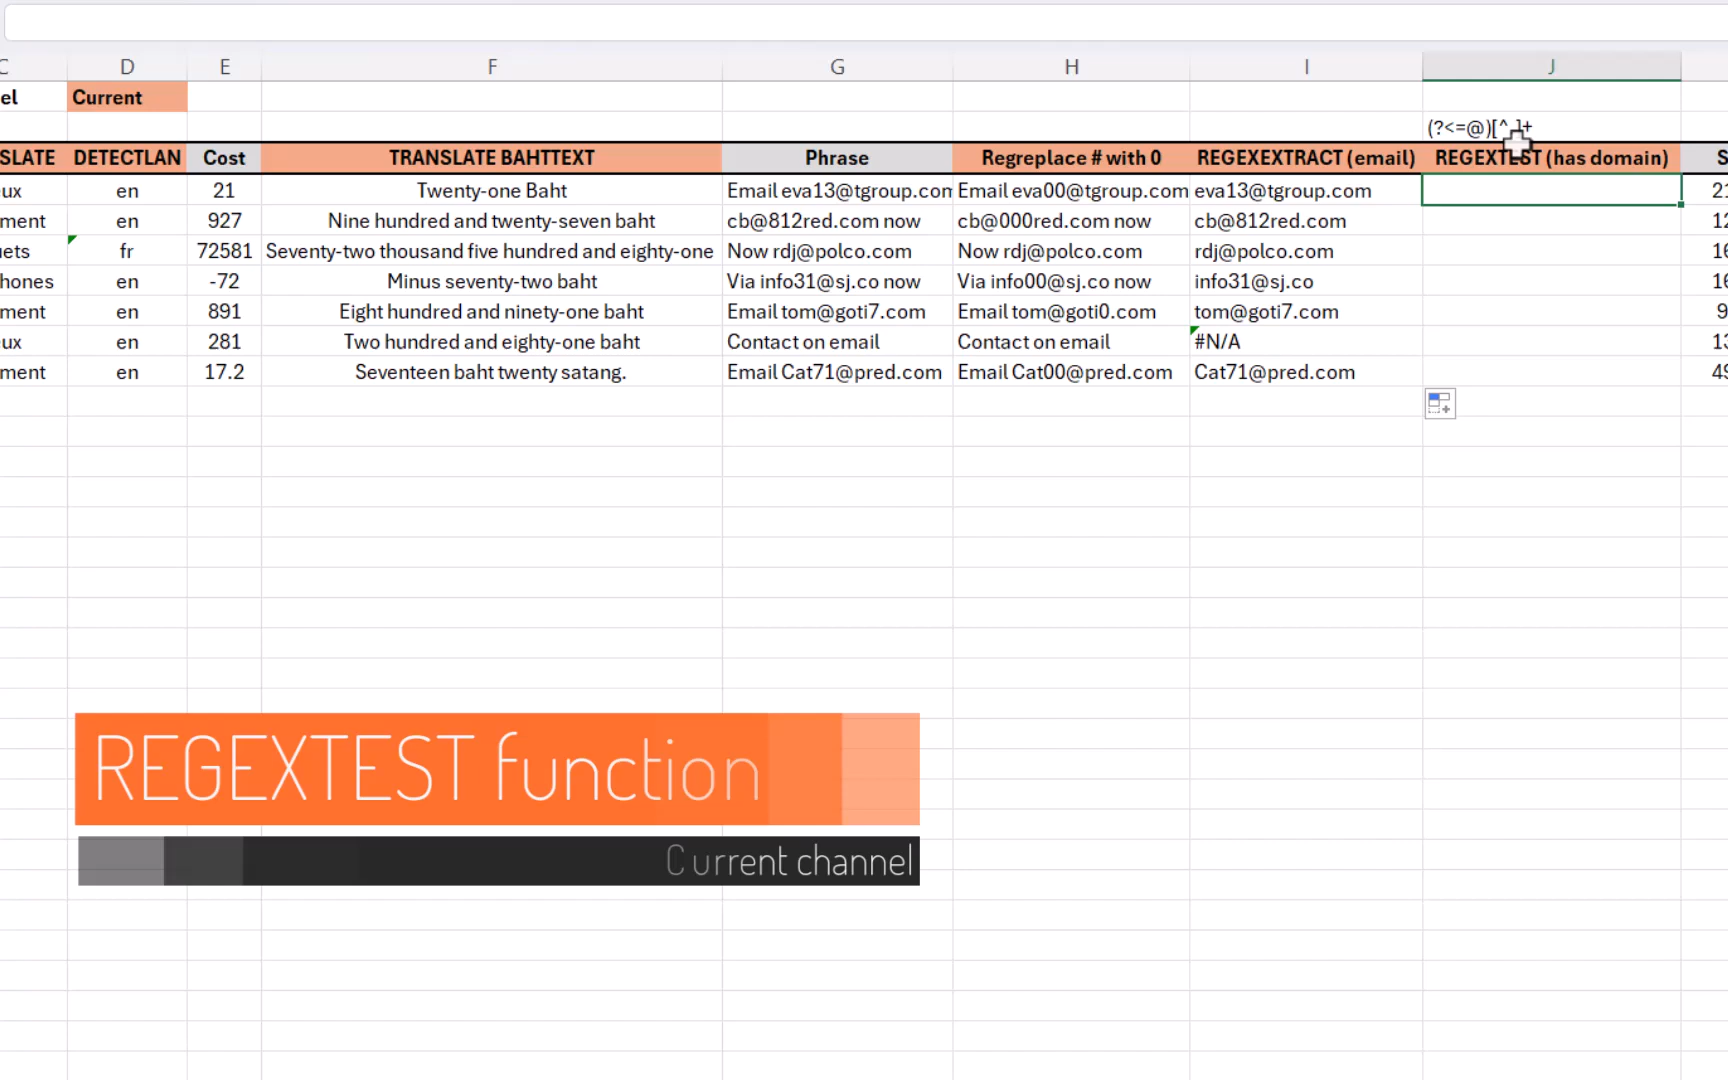 C D E F G H I J
el Current
(?<=@)[^ ]+
SLATE DETECTLAN Cost TRANSLATE BAHTTEXT Phrase Regreplace # with 0 REGEXEXTRACT (email) REGEXTEST (has domain) S
eux en 21 Twenty-one Baht Email eva13@tgroup.com Email eva00@tgroup.com eva13@tgroup.com 21
ment en 927 Nine hundred and twenty-seven baht cb@812red.com now cb@000red.com now cb@812red.com 12
uets fr 72581 Seventy-two thousand five hundred and eighty-one Now rdj@polco.com Now rdj@polco.com rdj@polco.com 16
hones en -72 Minus seventy-two baht Via info31@sj.co now Via info00@sj.co now info31@sj.co 16
ment en 891 Eight hundred and ninety-one baht Email tom@goti7.com Email tom@goti0.com tom@goti7.com 9
eux en 281 Two hundred and eighty-one baht Contact on email Contact on email #N/A 13
ment en 17.2 Seventeen baht twenty satang. Email Cat71@pred.com Email Cat00@pred.com Cat71@pred.com 49
REGEXTEST function
Current channel